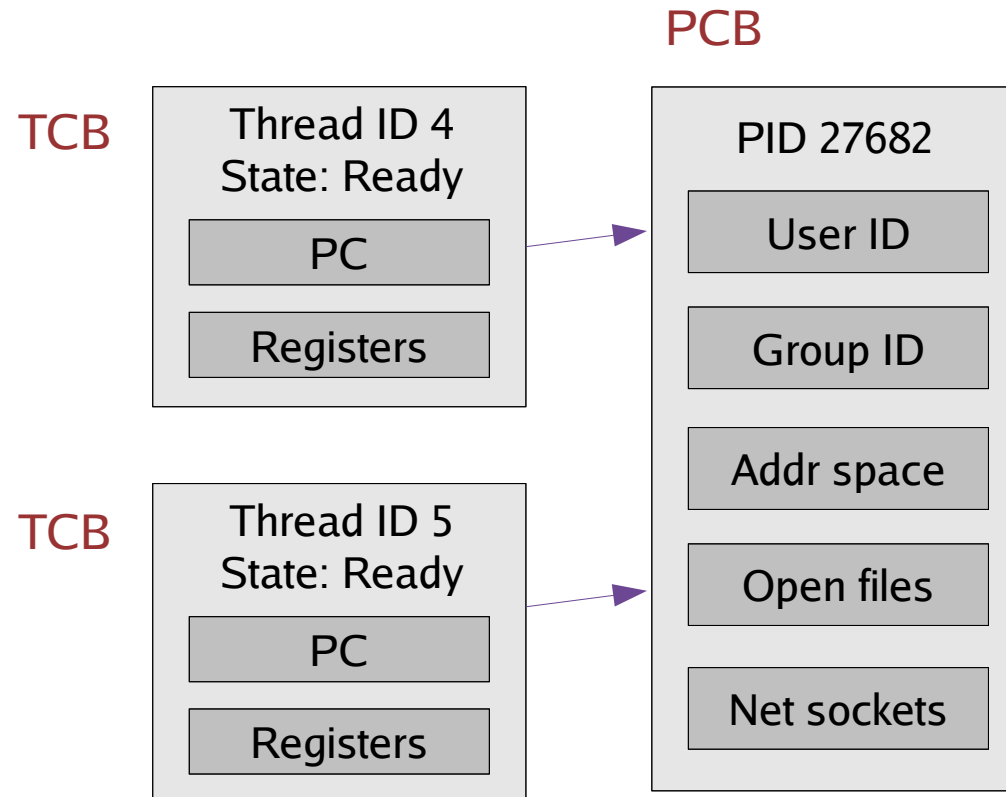 PCB
TCB
Thread ID 4
State: Ready
PC
Registers
TCB
Thread ID 5
State: Ready
PC
Registers
PID 27682
User ID
Group ID
Addr space
Open files
Net sockets